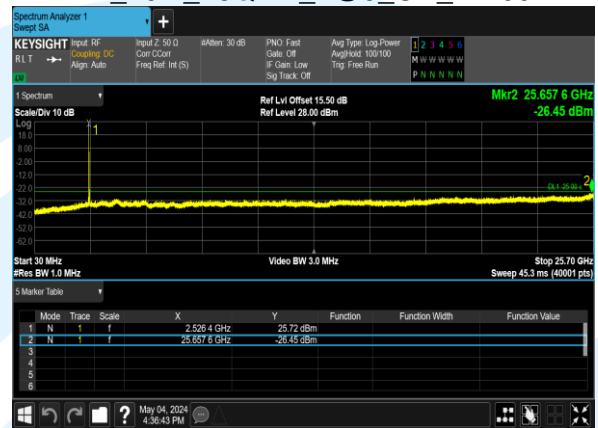 Spectrum Analyzer 1
Swept SA
+
KEYSIGHT Input: RF Input Z: 50 Ω #Atten: 30 dB PNO: Fast Avg Type: Log-Power 1 2 3 4 5 6
RLT Coupling: DC Corr CCorr Gate: Off Avg|Hold: 100/100 M W W W W W
Align: Auto Freq Ref: Int (S) IF Gain: Low Trig: Free Run P N N N N N
Sig Track: Off
1 Spectrum Ref Lvl Offset 15.50 dB Mkr2 25.657 6 GHz
Scale/Div 10 dB Ref Level 28.00 dBm -26.45 dBm
Log
18.0
8.00
-2.00
-12.0
-22.0
-32.0
-42.0
-52.0
-62.0
1
2
Start 30 MHz Video BW 3.0 MHz Stop 25.70 GHz
#Res BW 1.0 MHz Sweep 45.3 ms (40001 pts)
5 Marker Table
Mode Trace Scale X Y Function Function Width Function Value
1 N 1 f 2.526 4 GHz 25.72 dBm
2 N 1 f 25.657 6 GHz -26.45 dBm
3
4
5
6
? May 04, 2024
4:36:43 PM